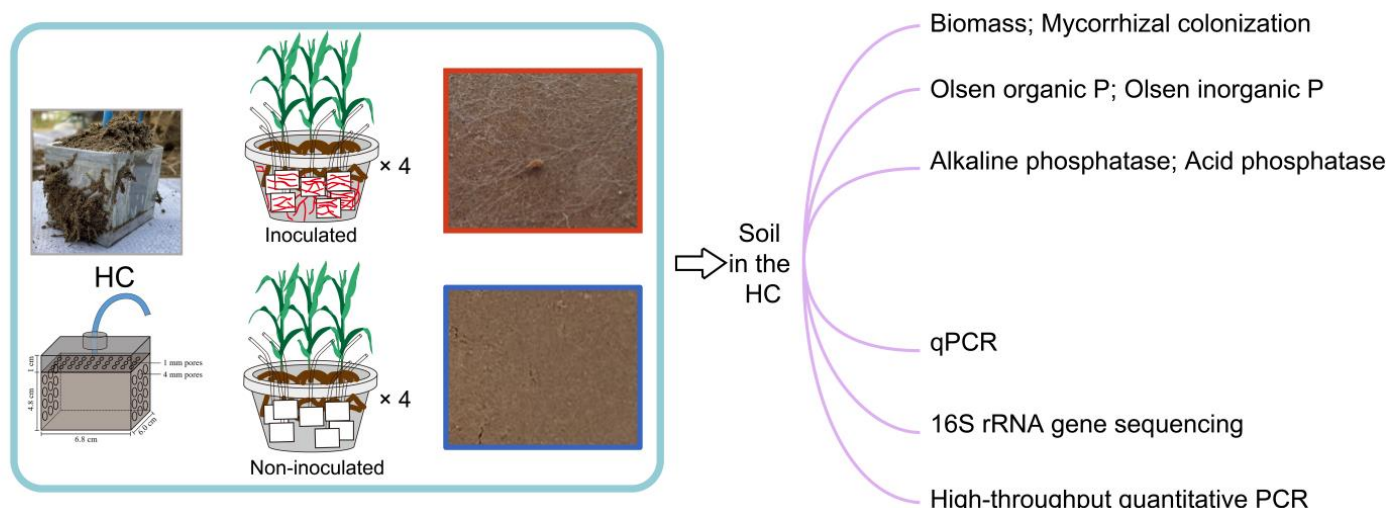 HC
1 cm
4.8 cm
6.8 cm
6.0 cm
1 mm pores
4 mm pores
× 4
Inoculated
× 4
Non-inoculated
Soil
in the
HC
Biomass; Mycorrhizal colonization
Olsen organic P; Olsen inorganic P
Alkaline phosphatase; Acid phosphatase
qPCR
16S rRNA gene sequencing
High-throughput quantitative PCR